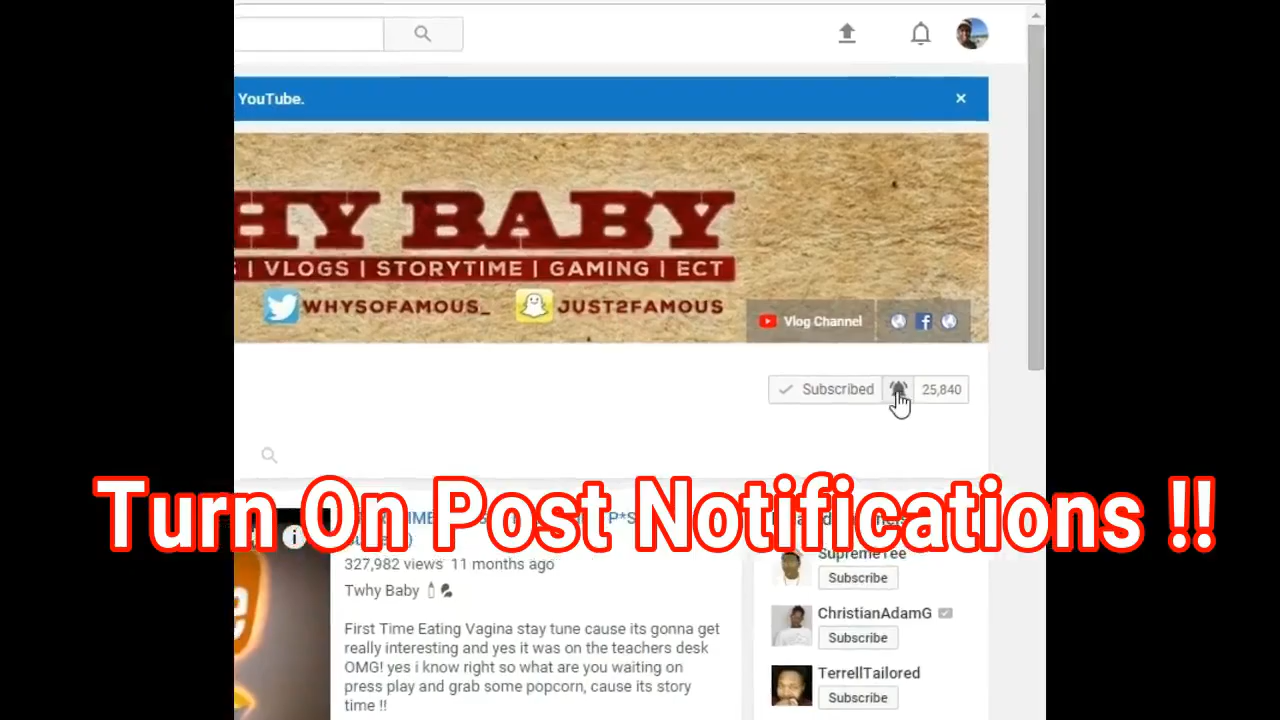 YouTube.
HY BABY
| VLOGS | STORYTIME | GAMING | ECT
WHYSOFAMOUS_ JUST2FAMOUS
Vlog Channel
Subscribed 25,840
Turn On Post Notifications !!
327,982 views 11 months ago
Twhy Baby
First Time Eating Vagina stay tune cause its gonna get
really interesting and yes it was on the teachers desk
OMG! yes i know right so what are you waiting on
press play and grab some popcorn, cause its story
time !!
SupremeTee
Subscribe
ChristianAdamG
Subscribe
TerrellTailored
Subscribe